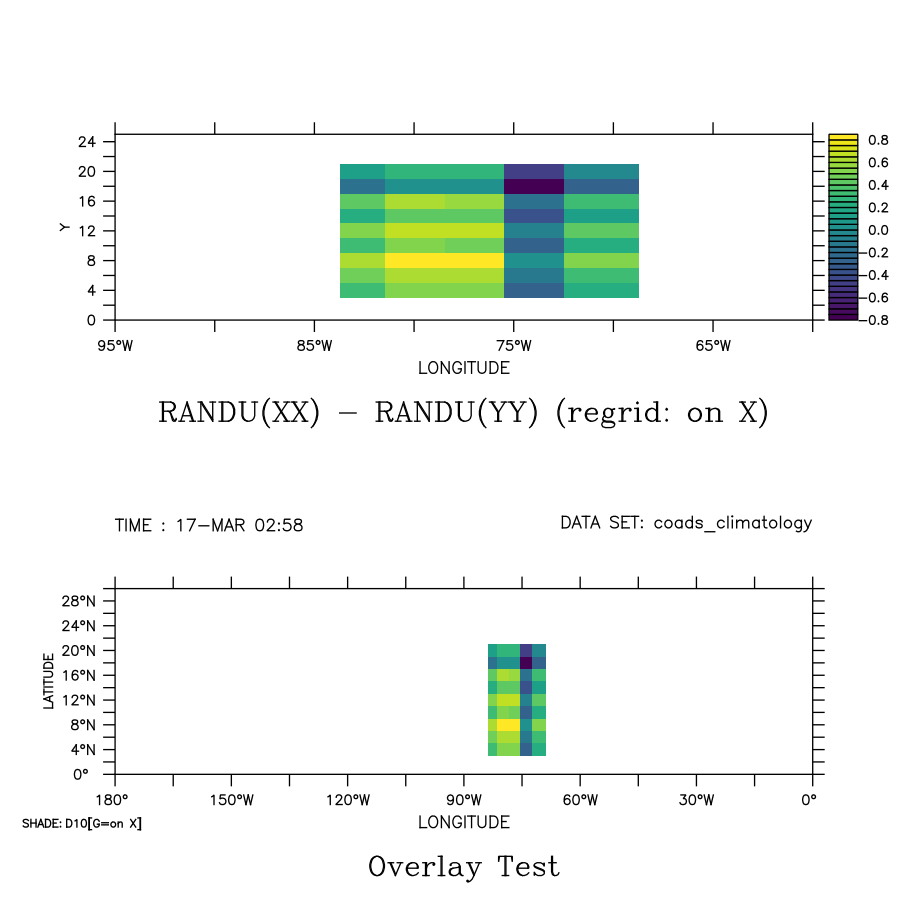 24
20
16
12
8
4
0
Y
95°W 85°W 75°W 65°W
LONGITUDE
0.8
0.6
0.4
0.2
0.0
−0.2
−0.4
−0.6
−0.8
RANDU(XX) − RANDU(YY) (regrid: on X)
TIME : 17−MAR 02:58
DATA SET: coads_climatology
28°N
24°N
20°N
16°N
12°N
8°N
4°N
0°
LATITUDE
180° 150°W 120°W 90°W 60°W 30°W 0°
LONGITUDE
SHADE: D10[G=on X]
Overlay Test